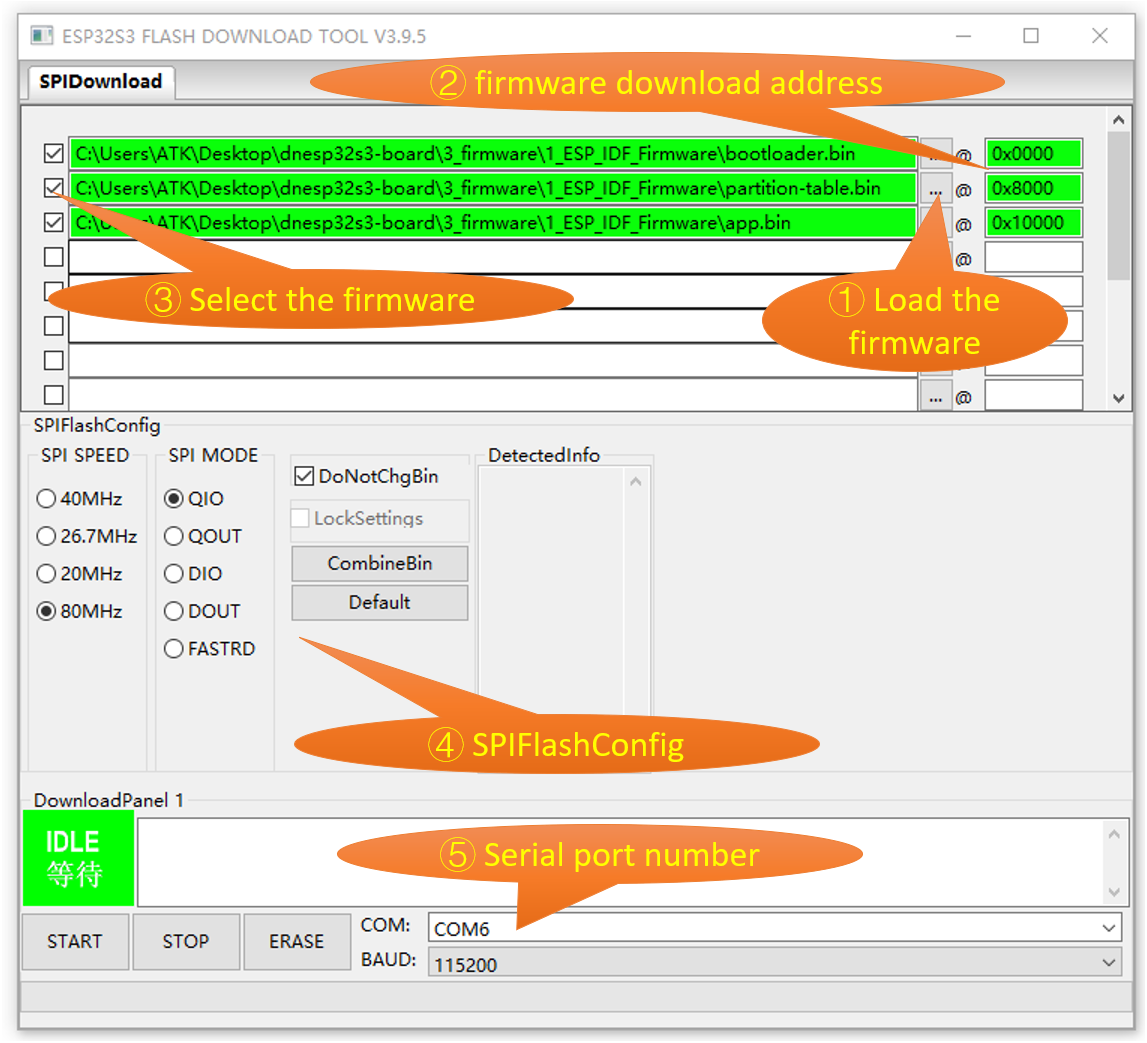 ESP32S3 FLASH DOWNLOAD TOOL V3.9.5
SPIDownload
② firmware download address
C:\Users\ATK\Desktop\dnesp32s3-board\3_firmware\1_ESP_IDF_Firmware\bootloader.bin ... @ 0x0000
C:\Users\ATK\Desktop\dnesp32s3-board\3_firmware\1_ESP_IDF_Firmware\partition-table.bin ... @ 0x8000
C:\Users\ATK\Desktop\dnesp32s3-board\3_firmware\1_ESP_IDF_Firmware\app.bin @ 0x10000
@
③ Select the firmware
① Load the
firmware
... @
SPIFlashConfig
SPI SPEED
40MHz
26.7MHz
20MHz
80MHz
SPI MODE
QIO
QOUT
DIO
DOUT
FASTRD
DoNotChgBin
LockSettings
CombineBin
Default
DetectedInfo
④ SPIFlashConfig
DownloadPanel 1
IDLE
等待
⑤ Serial port number
START
STOP
ERASE
COM: COM6
BAUD: 115200